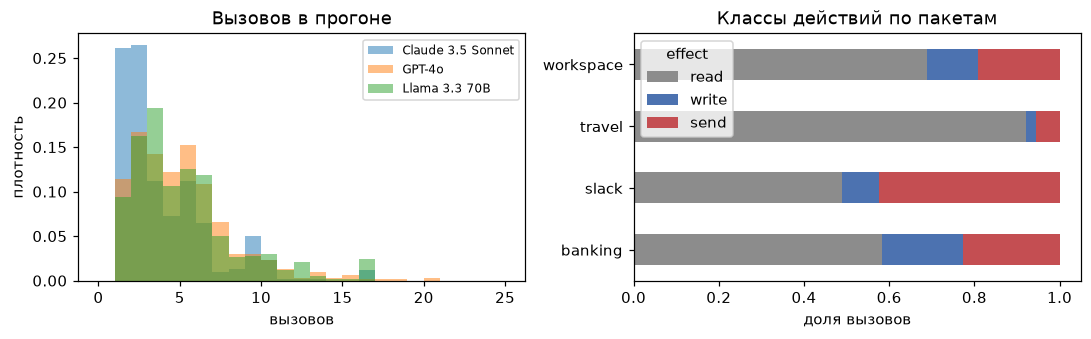 Вызовов в прогоне
плотность
0.25
0.20
0.15
0.10
0.05
0.00
Claude 3.5 Sonnet
GPT-4o
Llama 3.3 70B
0 5 10 15 20 25
вызовов
Классы действий по пакетам
workspace
travel
slack
banking
effect
read
write
send
0.0 0.2 0.4 0.6 0.8 1.0
доля вызовов